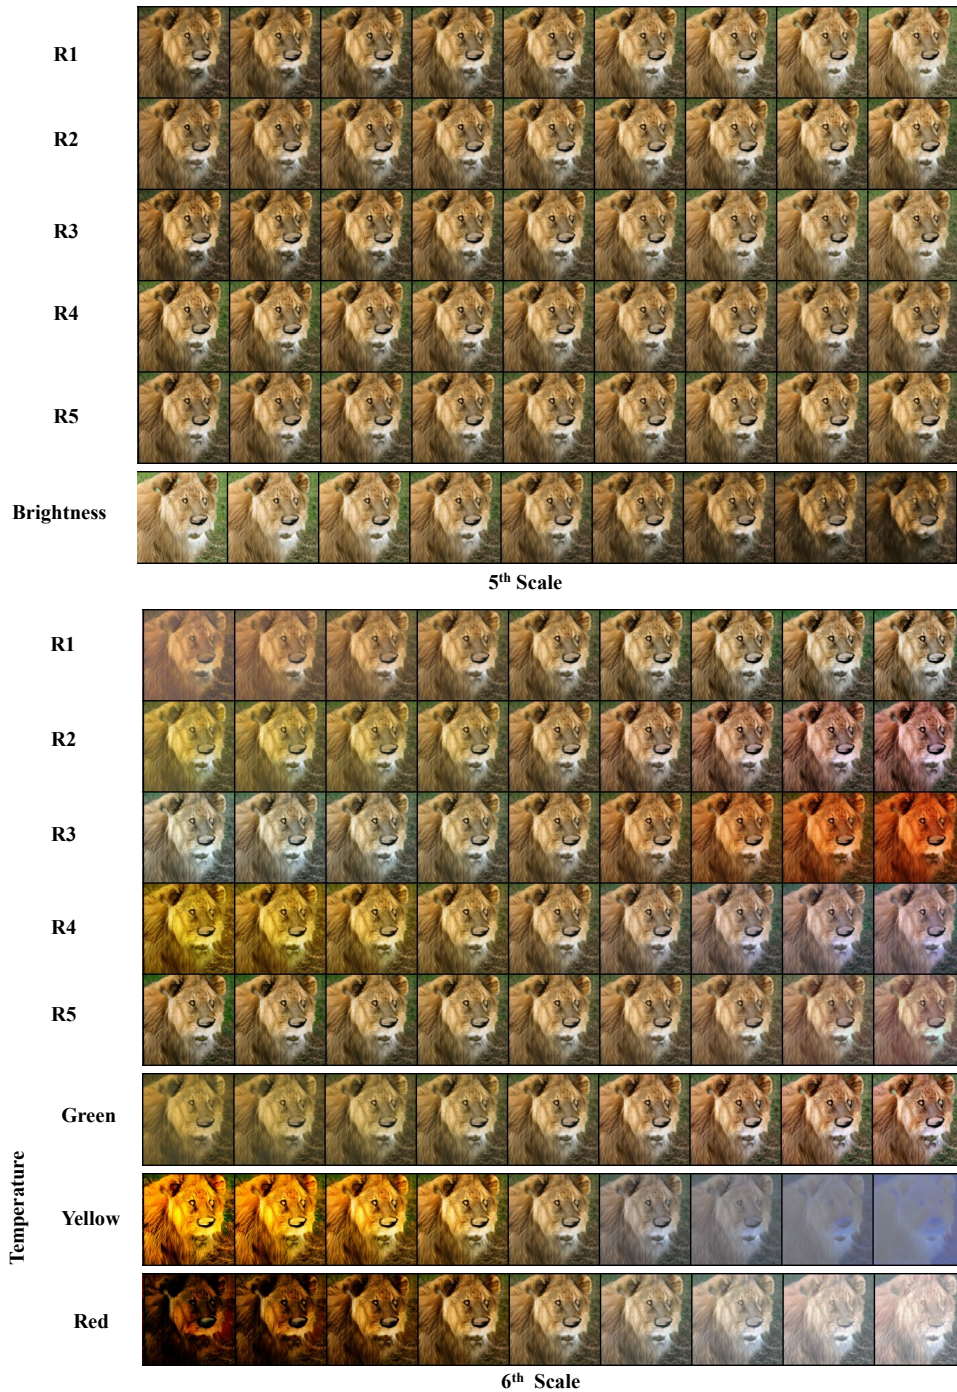 R1
R2
R3
R4
R5
Brightness
5th Scale
R1
R2
R3
R4
R5
Temperature
Green
Yellow
Red
6th Scale